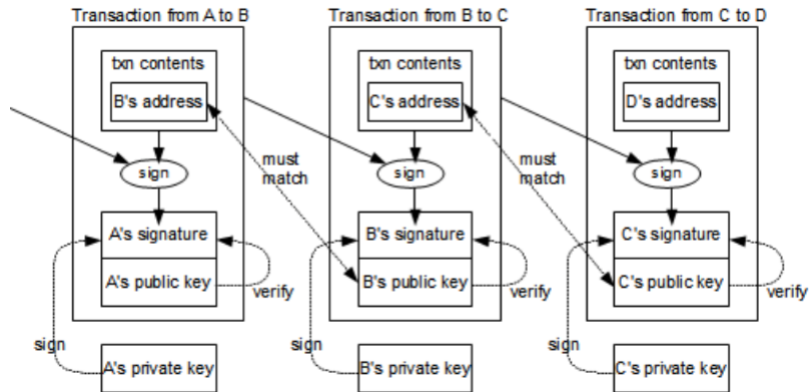 Transaction from A to B
txn contents
B's address
sign
A's signature
A's public key
verify
sign
A's private key
must
match
Transaction from B to C
txn contents
C's address
sign
B's signature
B's public key
verify
sign
B's private key
must
match
Transaction from C to D
txn contents
D's address
sign
C's signature
C's public key
verify
sign
C's private key